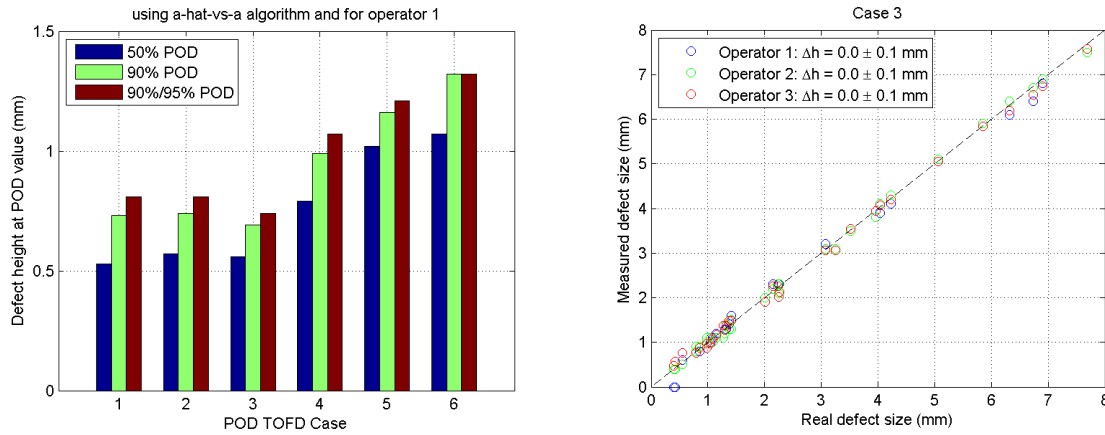 using a-hat-vs-a algorithm and for operator 1
1.5
1
0.5
0
Defect height at POD value (mm)
50% POD
90% POD
90%/95% POD
1 2 3 4 5 6
POD TOFD Case
Case 3
8
7
6
5
4
3
2
1
0
Measured defect size (mm)
Operator 1: Δh = 0.0 ± 0.1 mm
Operator 2: Δh = 0.0 ± 0.1 mm
Operator 3: Δh = 0.0 ± 0.1 mm
0 1 2 3 4 5 6 7 8
Real defect size (mm)